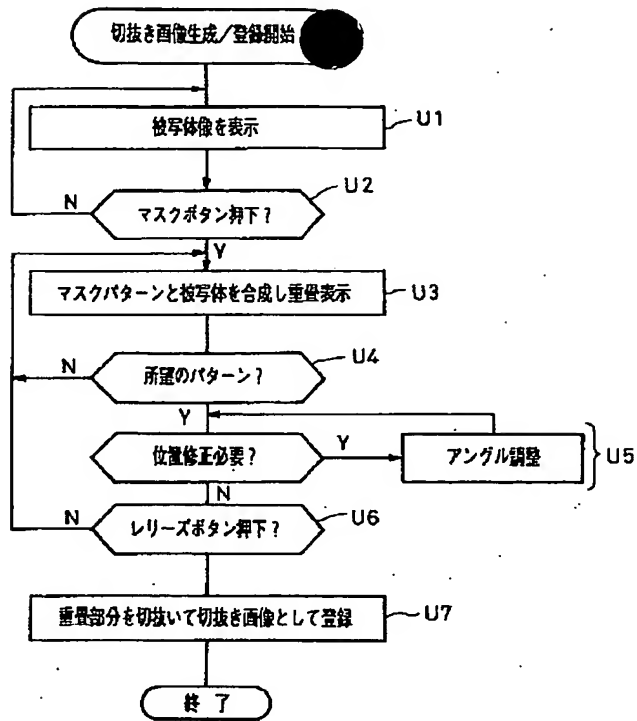 切抜き画像生成／登録開始
被写体像を表示
U1
マスクボタン押下？
U2
N
Y
マスクパターンと被写体を合成し重畳表示
U3
所望のパターン？
U4
N
Y
位置修正必要？
Y
アングル調整
U5
N
レリーズボタン押下？
U6
N
重畳部分を切抜いて切抜き画像として登録
U7
終了